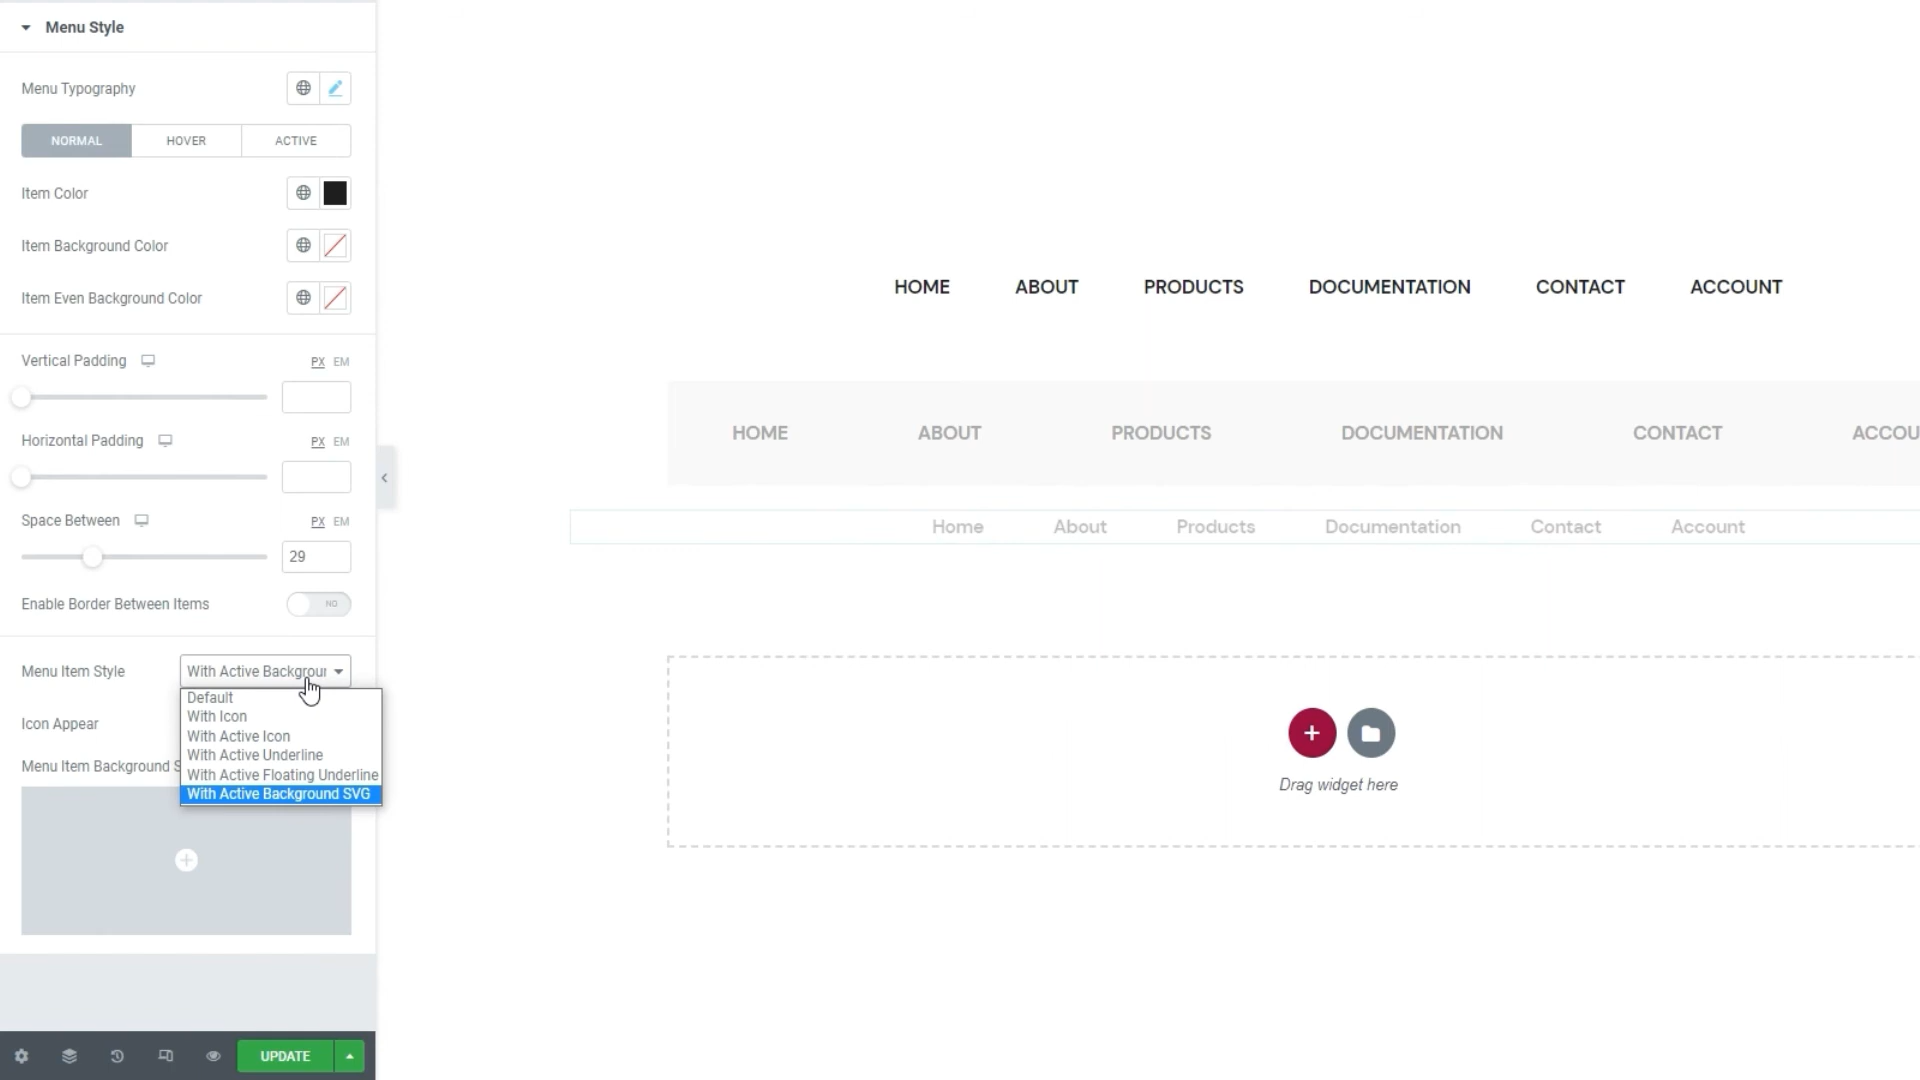 Menu Style
Menu Typography
NORMAL HOVER ACTIVE
Item Color
Item Background Color
Item Even Background Color
Vertical Padding PX EM
Horizontal Padding PX EM
Space Between PX EM
29
Enable Border Between Items NO
Menu Item Style With Active Backgrour
Default
With Icon
With Active Icon
With Active Underline
With Active Floating Underline
With Active Background SVG
Icon Appear
Menu Item Background S
UPDATE
HOME ABOUT PRODUCTS DOCUMENTATION CONTACT ACCOUNT
HOME ABOUT PRODUCTS DOCUMENTATION CONTACT ACCOU
Home About Products Documentation Contact Account
Drag widget here